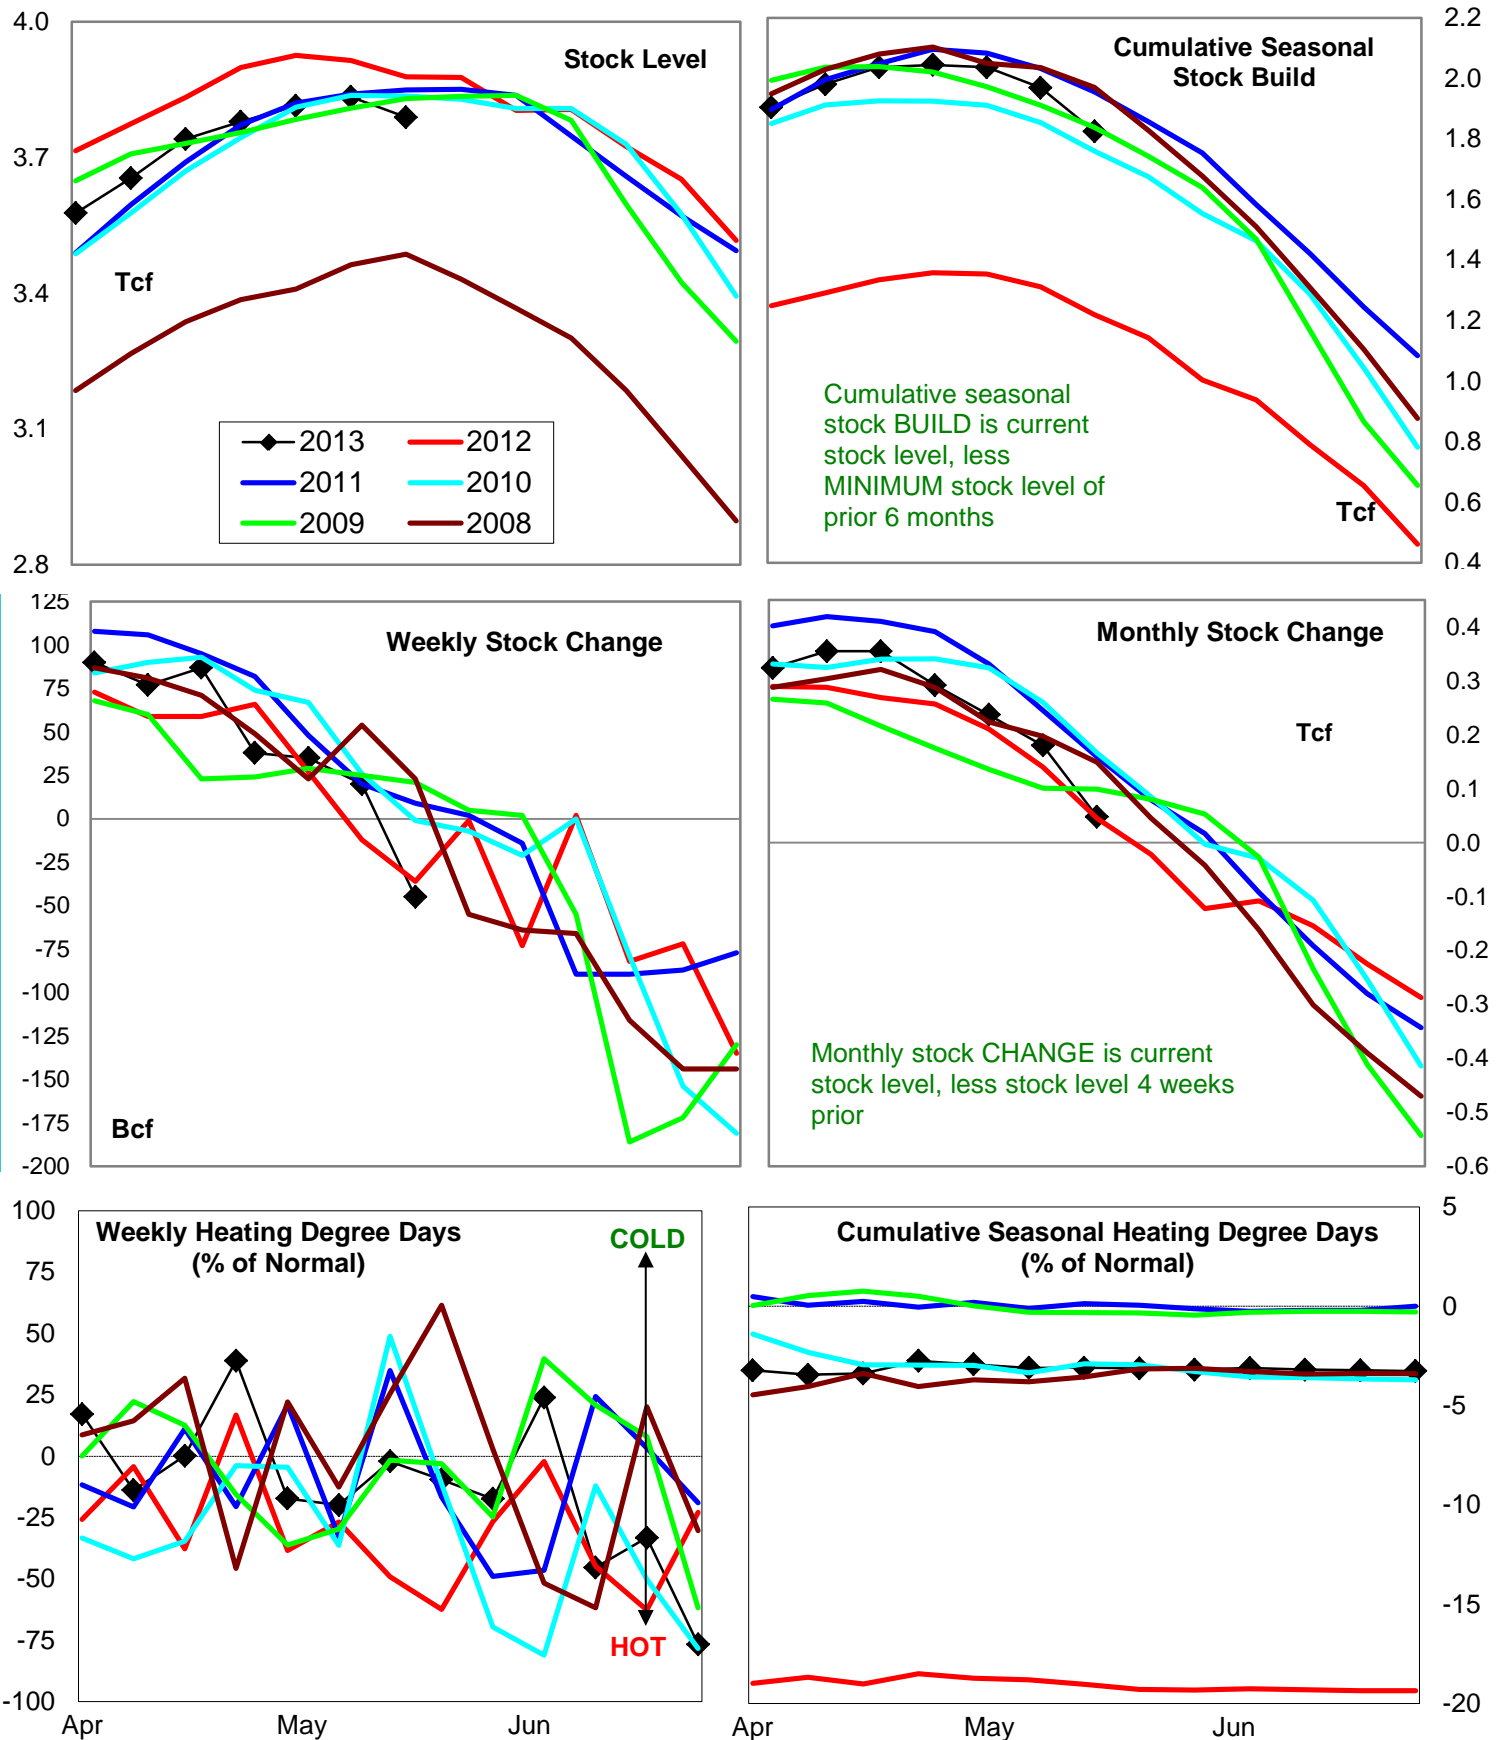 4.0
3.7
3.4
3.1
2.8
Stock Level
Tcf
2013
2012
2011
2010
2009
2008
2.2
2.0
1.8
1.6
1.4
1.2
1.0
0.8
0.6
0.4
Cumulative Seasonal
Stock Build
Cumulative seasonal
stock BUILD is current
stock level, less
MINIMUM stock level of
prior 6 months
Tcf
125
100
75
50
25
0
-25
-50
-75
-100
-125
-150
-175
-200
Weekly Stock Change
Bcf
0.4
0.3
0.2
0.1
0.0
-0.1
-0.2
-0.3
-0.4
-0.5
-0.6
Monthly Stock Change
Tcf
Monthly stock CHANGE is current
stock level, less stock level 4 weeks
prior
100
75
50
25
0
-25
-50
-75
-100
Weekly Heating Degree Days
(% of Normal)
COLD
HOT
Apr
May
Jun
5
0
-5
-10
-15
-20
Cumulative Seasonal Heating Degree Days
(% of Normal)
Apr
May
Jun